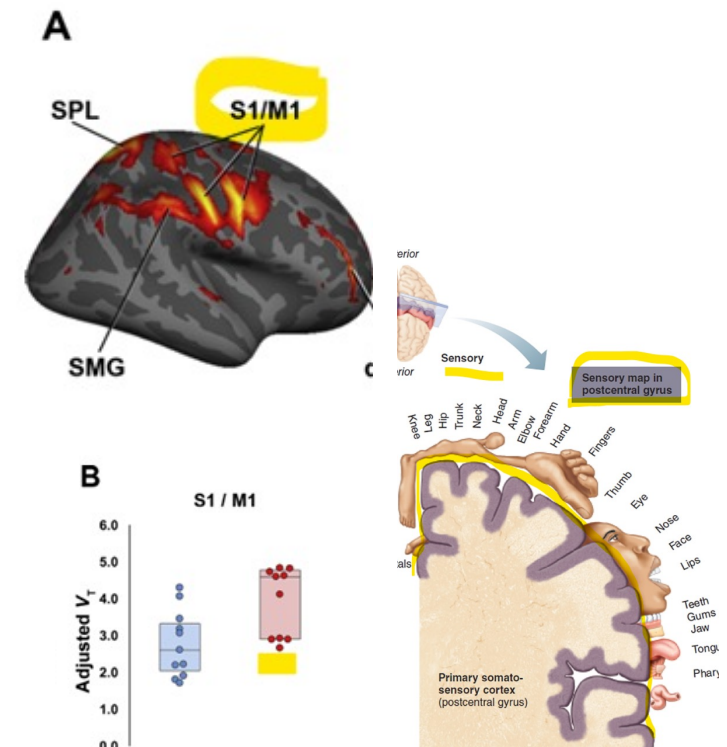 A
SPL
S1/M1
SMG
B
S1 / M1
Adjusted VT
6.0
5.0
4.0
3.0
2.0
1.0
0.0
Sensory
Sensory map in
postcentral gyrus
Knee
Leg
Hip
Trunk
Neck
Head
Arm
Elbow
Forearm
Hand
Fingers
Thumb
Eye
Nose
Face
Lips
Teeth
Gums
Jaw
Primary somato-
sensory cortex
(postcentral gyrus)